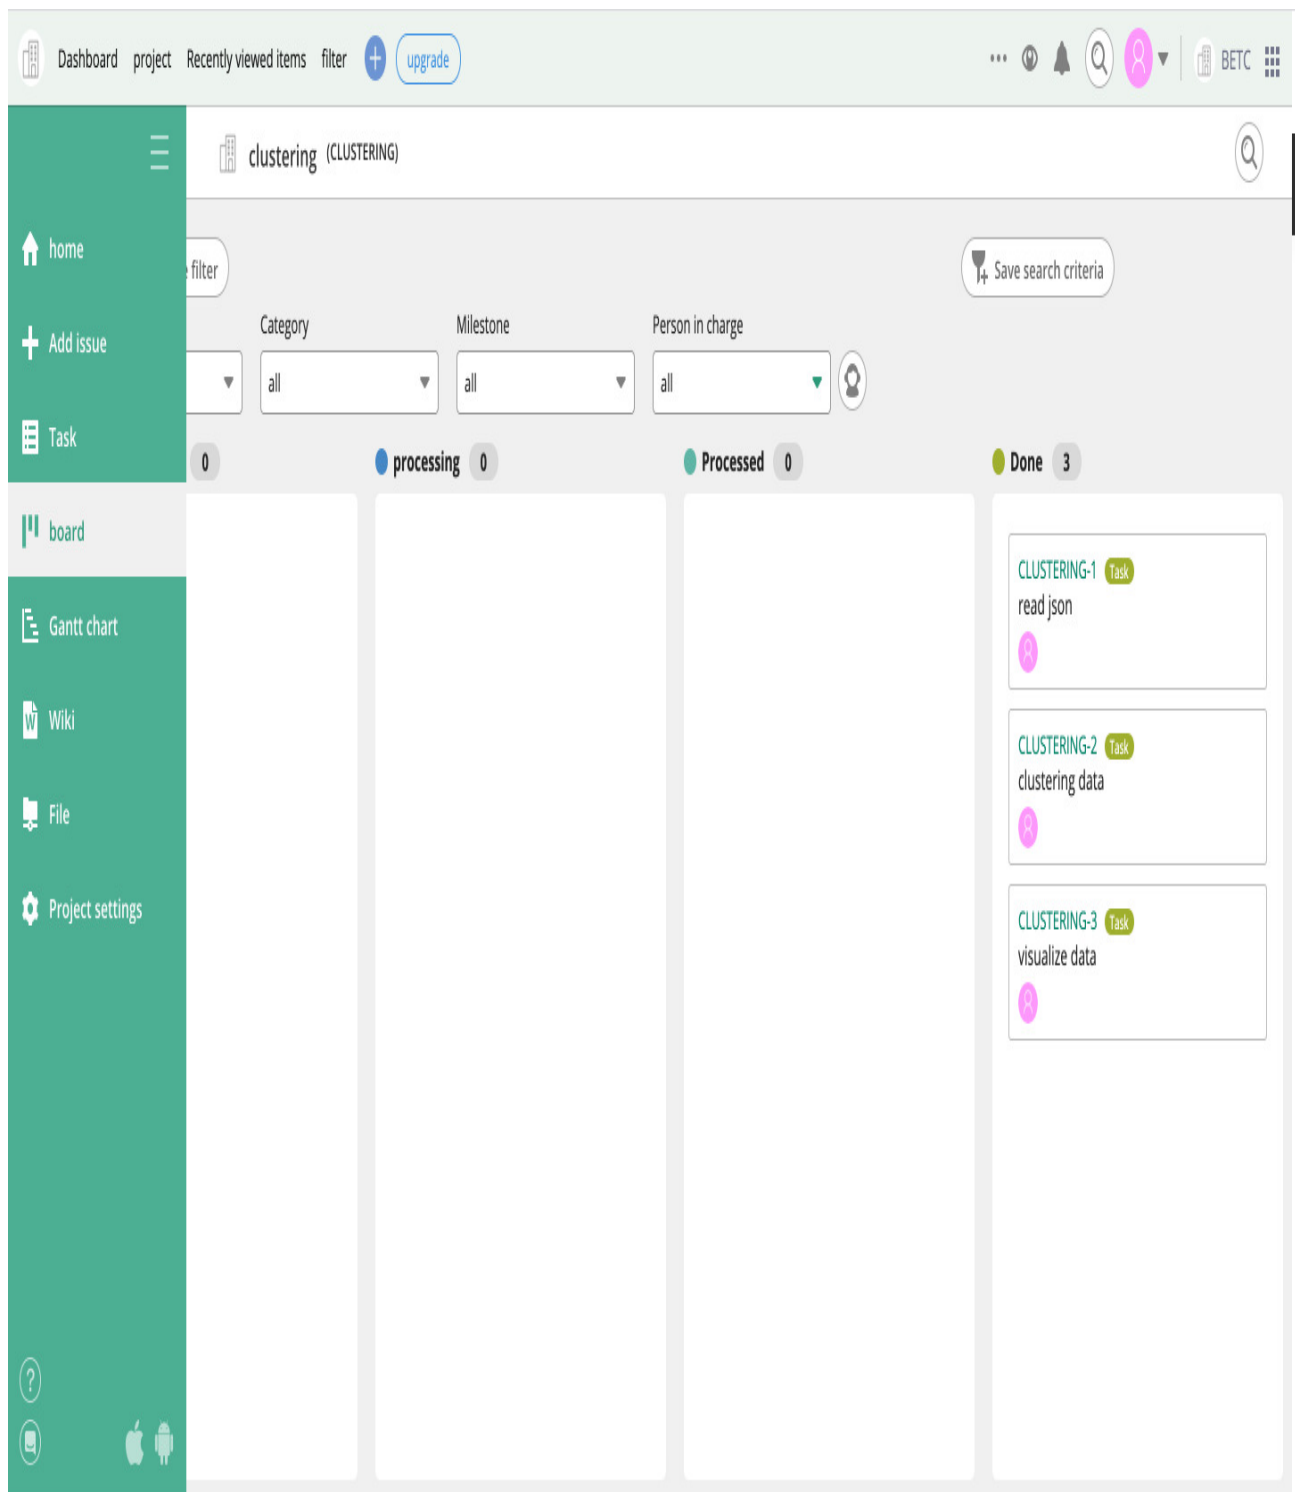 Dashboard project Recently viewed items filter + upgrade BETC
clustering (CLUSTERING)
home
Add issue
Task
board
Gantt chart
Wiki
File
Project settings
filter
Save search criteria
Category Milestone Person in charge
all all all
0 processing 0 Processed 0 Done 3
CLUSTERING-1 Task
read json
CLUSTERING-2 Task
clustering data
CLUSTERING-3 Task
visualize data
?